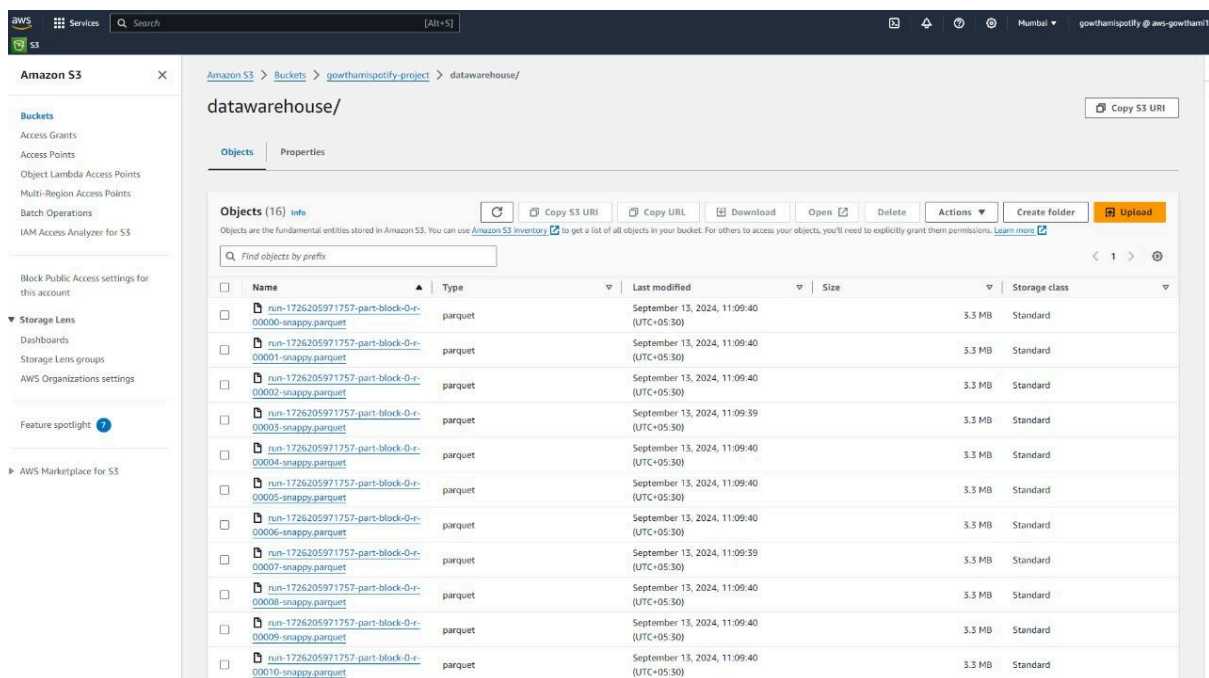 aws
Services
Search
[Alt+S]
Mumbai
gowthamispotify @ aws-gowthami1
S3
Amazon S3
Buckets
Access Grants
Access Points
Object Lambda Access Points
Multi-Region Access Points
Batch Operations
IAM Access Analyzer for S3
Block Public Access settings for
this account
Storage Lens
Dashboards
Storage Lens groups
AWS Organizations settings
Feature spotlight 7
AWS Marketplace for S3
Amazon S3 > Buckets > gowthamispotify-project > datawarehouse/
datawarehouse/
Copy S3 URI
Objects
Properties
Objects (16) Info
Copy S3 URI
Copy URL
Download
Open
Delete
Actions
Create folder
Upload
Objects are the fundamental entities stored in Amazon S3. You can use Amazon S3 inventory to get a list of all objects in your bucket. For others to access your objects, you'll need to explicitly grant them permissions. Learn more
Find objects by prefix
< 1 >
Name Type Last modified Size Storage class
run-1726205971757-part-block-0-r-
00000-snappy.parquet
parquet
September 13, 2024, 11:09:40
(UTC+05:30)
3.3 MB
Standard
run-1726205971757-part-block-0-r-
00001-snappy.parquet
parquet
September 13, 2024, 11:09:40
(UTC+05:30)
3.3 MB
Standard
run-1726205971757-part-block-0-r-
00002-snappy.parquet
parquet
September 13, 2024, 11:09:40
(UTC+05:30)
3.3 MB
Standard
run-1726205971757-part-block-0-r-
00003-snappy.parquet
parquet
September 13, 2024, 11:09:39
(UTC+05:30)
3.3 MB
Standard
run-1726205971757-part-block-0-r-
00004-snappy.parquet
parquet
September 13, 2024, 11:09:40
(UTC+05:30)
3.3 MB
Standard
run-1726205971757-part-block-0-r-
00005-snappy.parquet
parquet
September 13, 2024, 11:09:40
(UTC+05:30)
3.3 MB
Standard
run-1726205971757-part-block-0-r-
00006-snappy.parquet
parquet
September 13, 2024, 11:09:40
(UTC+05:30)
3.3 MB
Standard
run-1726205971757-part-block-0-r-
00007-snappy.parquet
parquet
September 13, 2024, 11:09:39
(UTC+05:30)
3.3 MB
Standard
run-1726205971757-part-block-0-r-
00008-snappy.parquet
parquet
September 13, 2024, 11:09:40
(UTC+05:30)
3.3 MB
Standard
run-1726205971757-part-block-0-r-
00009-snappy.parquet
parquet
September 13, 2024, 11:09:40
(UTC+05:30)
3.3 MB
Standard
run-1726205971757-part-block-0-r-
00010-snappy.parquet
parquet
September 13, 2024, 11:09:40
(UTC+05:30)
3.3 MB
Standard